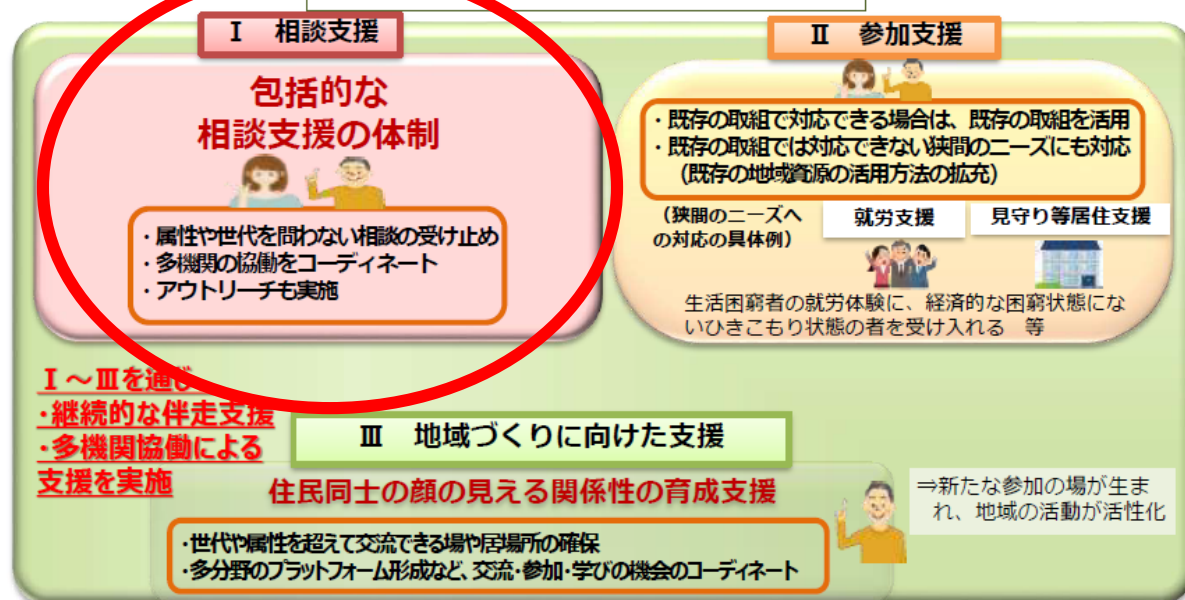 Ⅰ 相談支援
包括的な
相談支援の体制
・属性や世代を問わない相談の受け止め
・多機関の協働をコーディネート
・アウトリーチも実施
Ⅱ 参加支援
・既存の取組で対応できる場合は、既存の取組を活用
・既存の取組では対応できない狭間のニーズにも対応
（既存の地域資源の活用方法の拡充）
（狭間のニーズへ
の対応の具体例）
就労支援
見守り等居住支援
生活困窮者の就労体験に、経済的な困窮状態にな
いひきこもり状態の者を受け入れる 等
Ⅰ～Ⅲを通じ
・継続的な伴走支援
・多機関協働による
支援を実施
Ⅲ 地域づくりに向けた支援
住民同士の顔の見える関係性の育成支援
・世代や属性を超えて交流できる場や居場所の確保
・多分野のプラットフォーム形成など、交流・参加・学びの機会のコーディネート
⇒新たな参加の場が生ま
れ、地域の活動が活性化